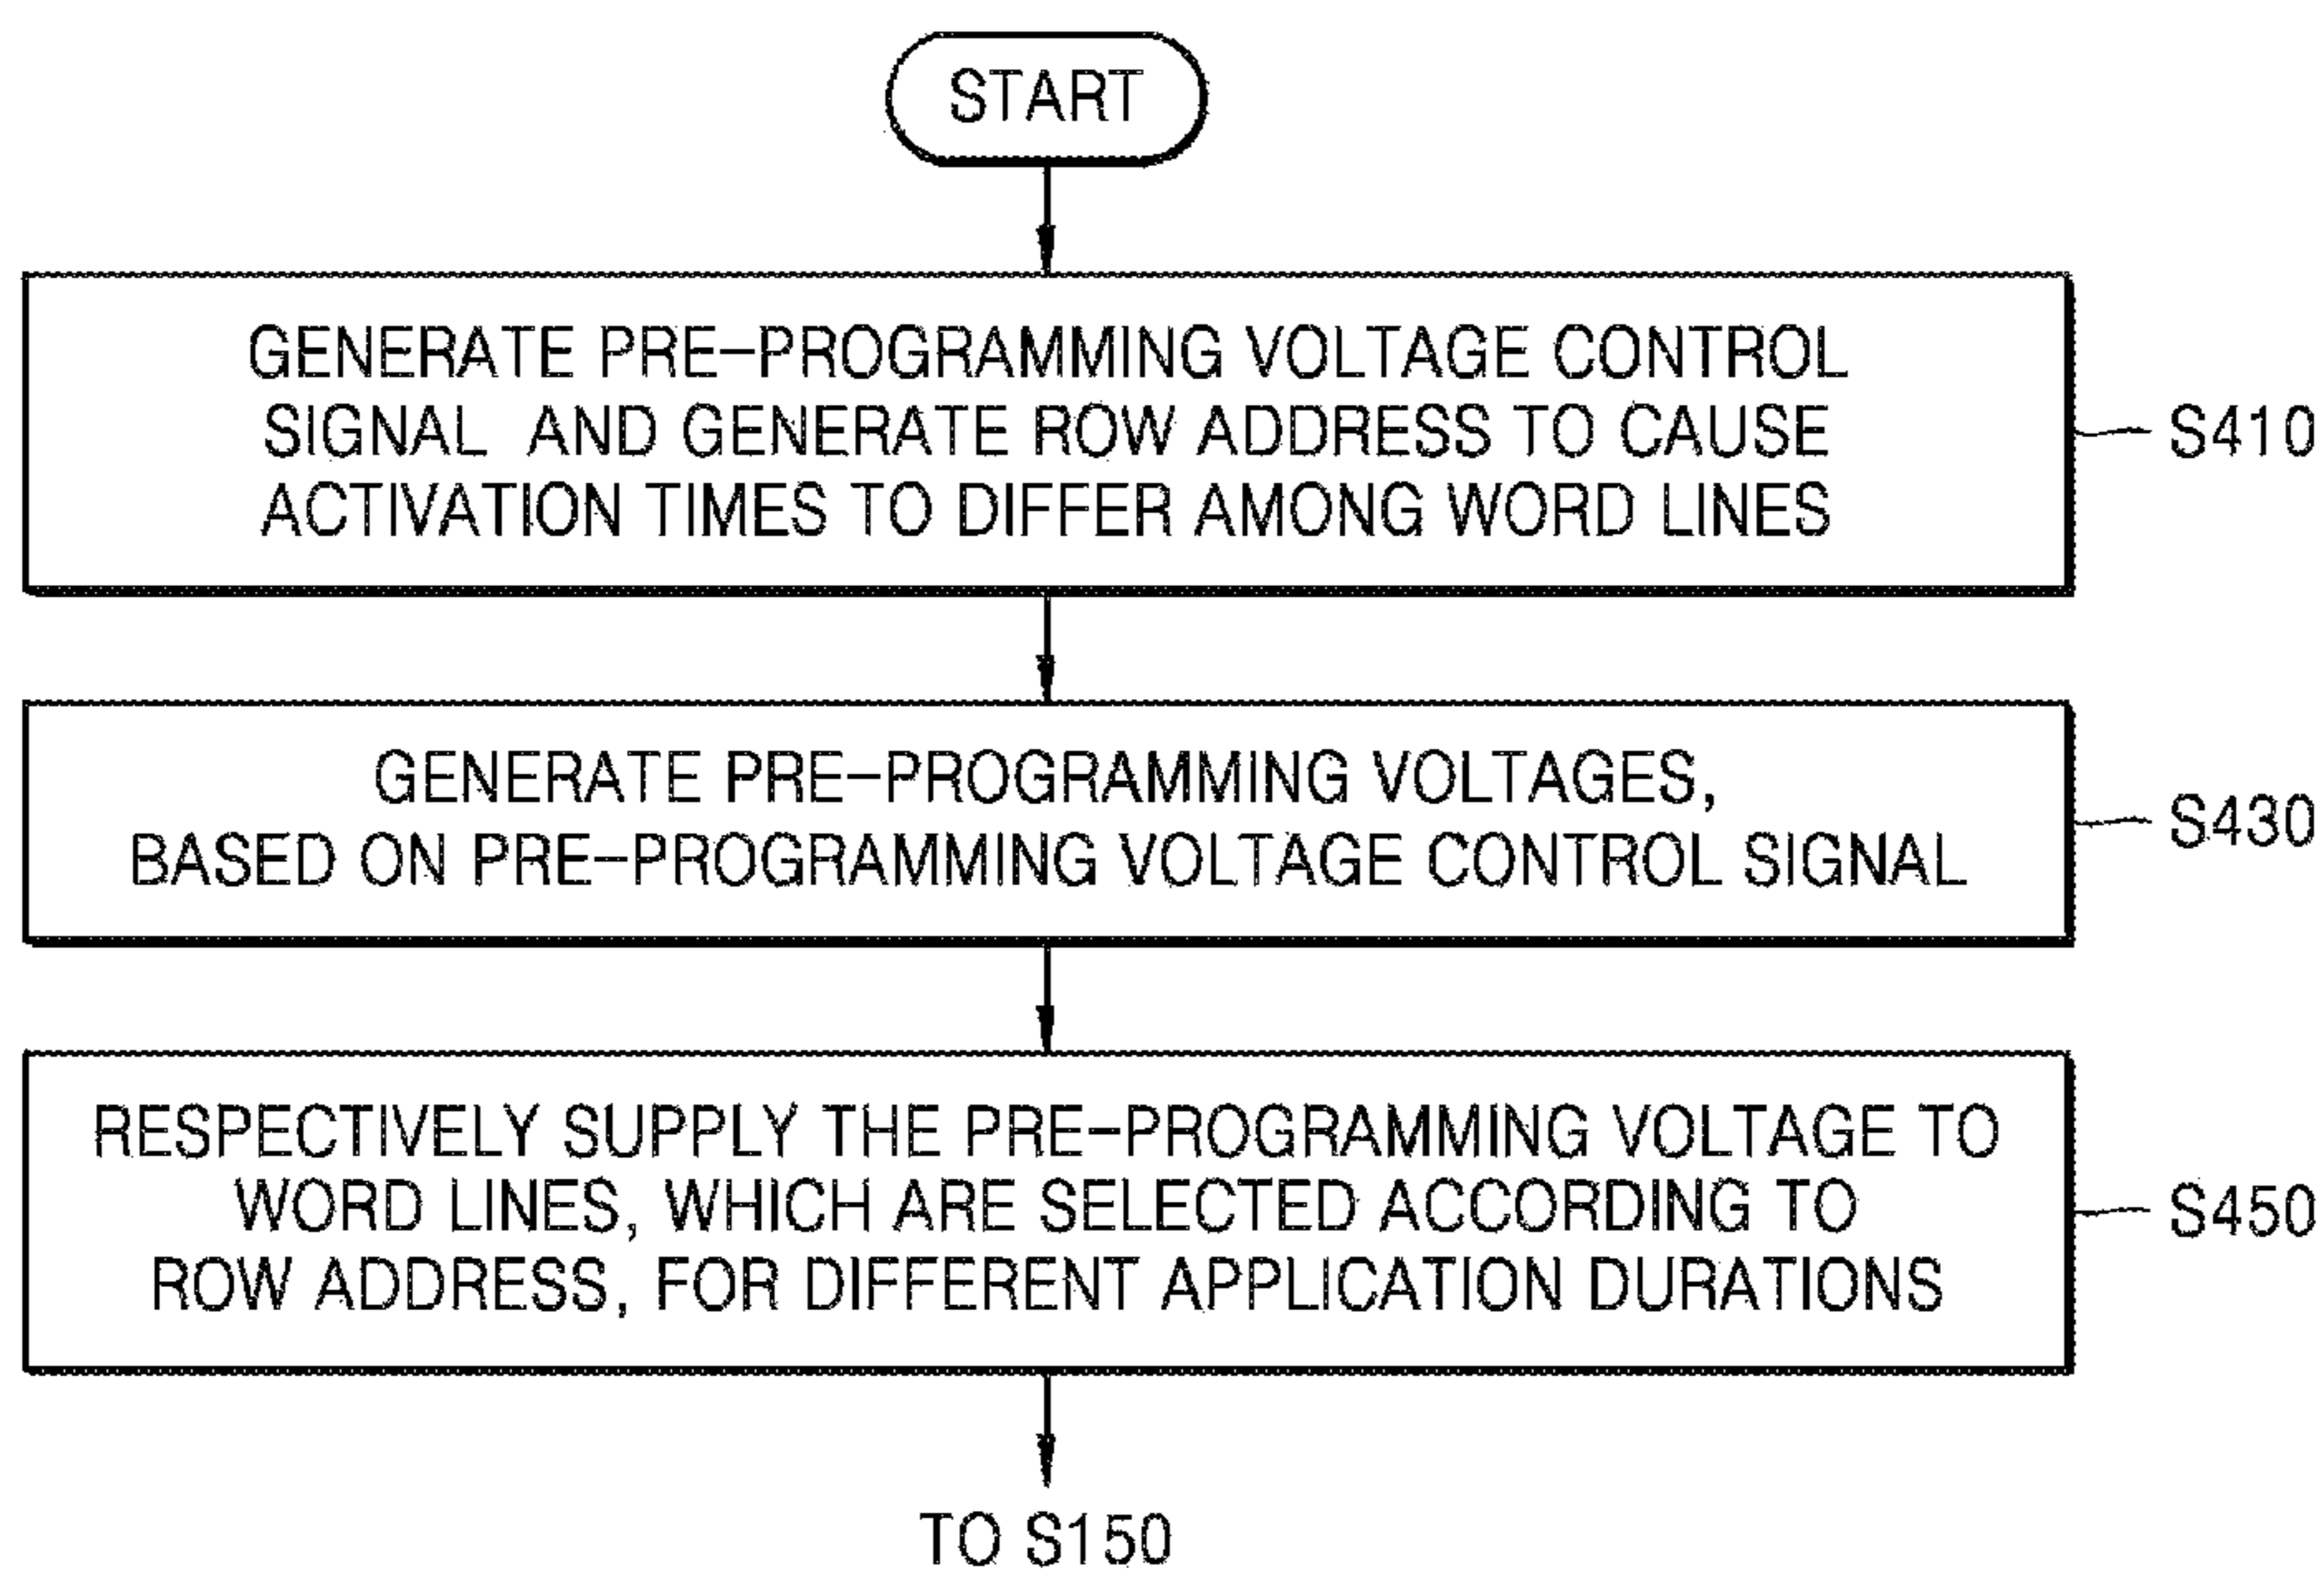 START
GENERATE PRE-PROGRAMMING VOLTAGE CONTROL
SIGNAL AND GENERATE ROW ADDRESS TO CAUSE
ACTIVATION TIMES TO DIFFER AMONG WORD LINES
S410
GENERATE PRE-PROGRAMMING VOLTAGES,
BASED ON PRE-PROGRAMMING VOLTAGE CONTROL SIGNAL
S430
RESPECTIVELY SUPPLY THE PRE-PROGRAMMING VOLTAGE TO
WORD LINES, WHICH ARE SELECTED ACCORDING TO
ROW ADDRESS, FOR DIFFERENT APPLICATION DURATIONS
S450
TO S150